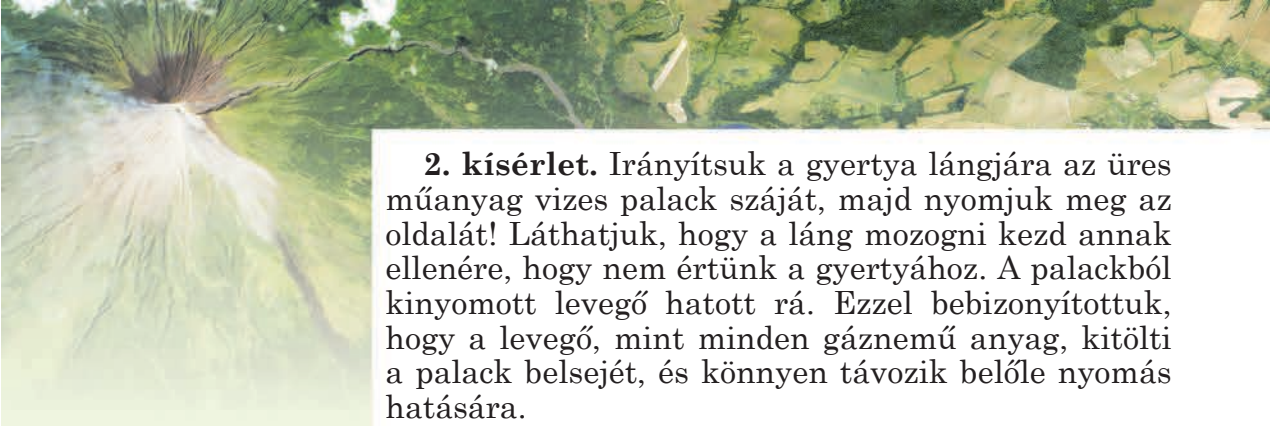 2. kísérlet. Irányítsuk a gyertya lángjára az üres
műanyag vizes palack száját, majd nyomjuk meg az
oldalát! Láthatjuk, hogy a láng mozogni kezd annak
ellenére, hogy nem értünk a gyertyához. A palackból
kinyomott levegő hatott rá. Ezzel bebizonyítottuk,
hogy a levegő, mint minden gáznemű anyag, kitölti
a palack belsejét, és könnyen távozik belőle nyomás
hatására.